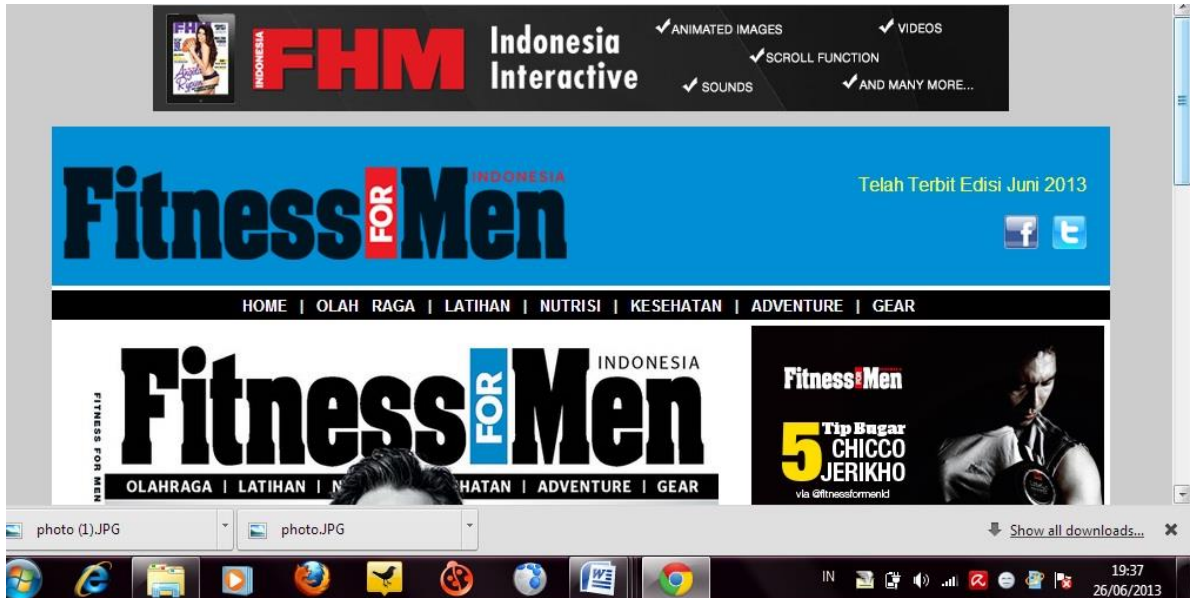 FHM
INDONESIA
FHM
Indonesia
Interactive
ANIMATED IMAGES
VIDEOS
SCROLL FUNCTION
SOUNDS
AND MANY MORE...
Fitness FOR Men
INDONESIA
Telah Terbit Edisi Juni 2013
HOME | OLAH RAGA | LATIHAN | NUTRISI | KESEHATAN | ADVENTURE | GEAR
FITNESS FOR MEN
Fitness FOR Men
INDONESIA
OLAHRAGA | LATIHAN | N HATAN | ADVENTURE | GEAR
Fitness FOR Men
5 Tip Bugar
CHICCO
JERIKHO
via @fitnessformenId
photo (1).JPG
photo.JPG
Show all downloads...
IN
19:37
26/06/2013